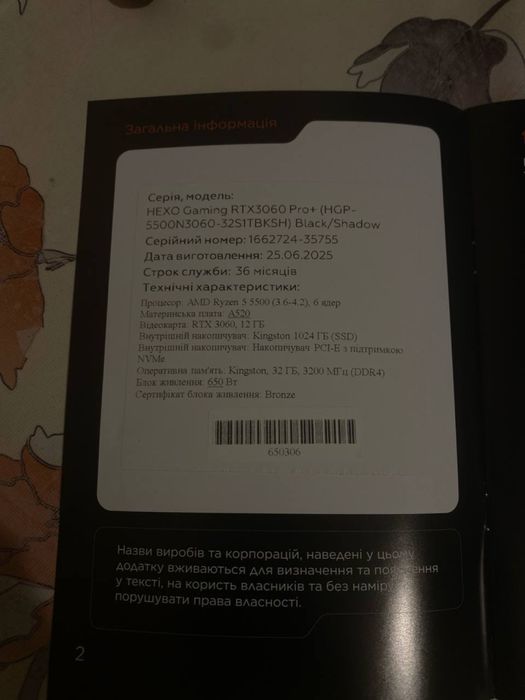 Загальна інформація
Серія, модель:
HEXO Gaming RTX3060 Pro+ (HGP-
5500N3060-32S1TBKSH) Black/Shadow
Серійний номер: 1662724-35755
Дата виготовлення: 25.06.2025
Строк служби: 36 місяців
Технічні характеристики:
Процесор: AMD Ryzen 5 5500 (3.6-4.2), 6 ядер
Материнська плата: A520
Відеокарта: RTX 3060, 12 ГБ
Внутрішній накопичувач: Kingston 1024 ГБ (SSD)
Внутрішній накопичувач: Накопичувач PCI-E з підтримкою
NVMe
Оперативна пам'ять: Kingston, 32 ГБ, 3200 МГц (DDR4)
Блок живлення: 650 Вт
Сертифікат блока живлення: Bronze
650306
Назви виробів та корпорацій, наведені у цьому
додатку вживаються для визначення та пояснення
у тексті, на користь власників та без наміру
порушувати права власності.
2